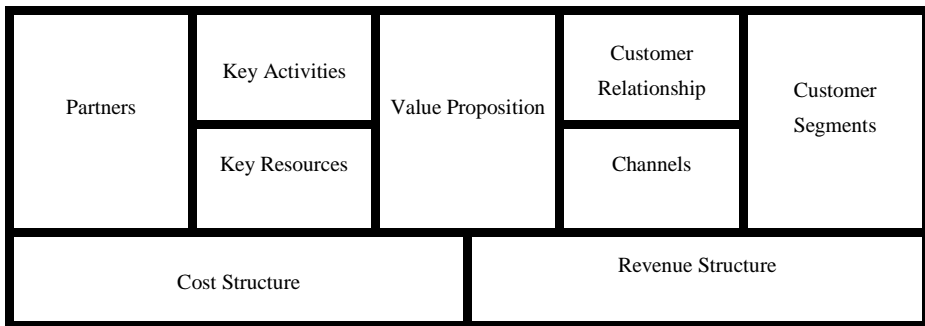 Partners
Key Activities
Key Resources
Value Proposition
Customer
Relationship
Channels
Customer
Segments
Cost Structure
Revenue Structure